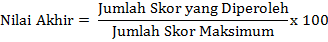 Nilai Akhir = Jumlah Skor yang Diperoleh / Jumlah Skor Maksimum x 100